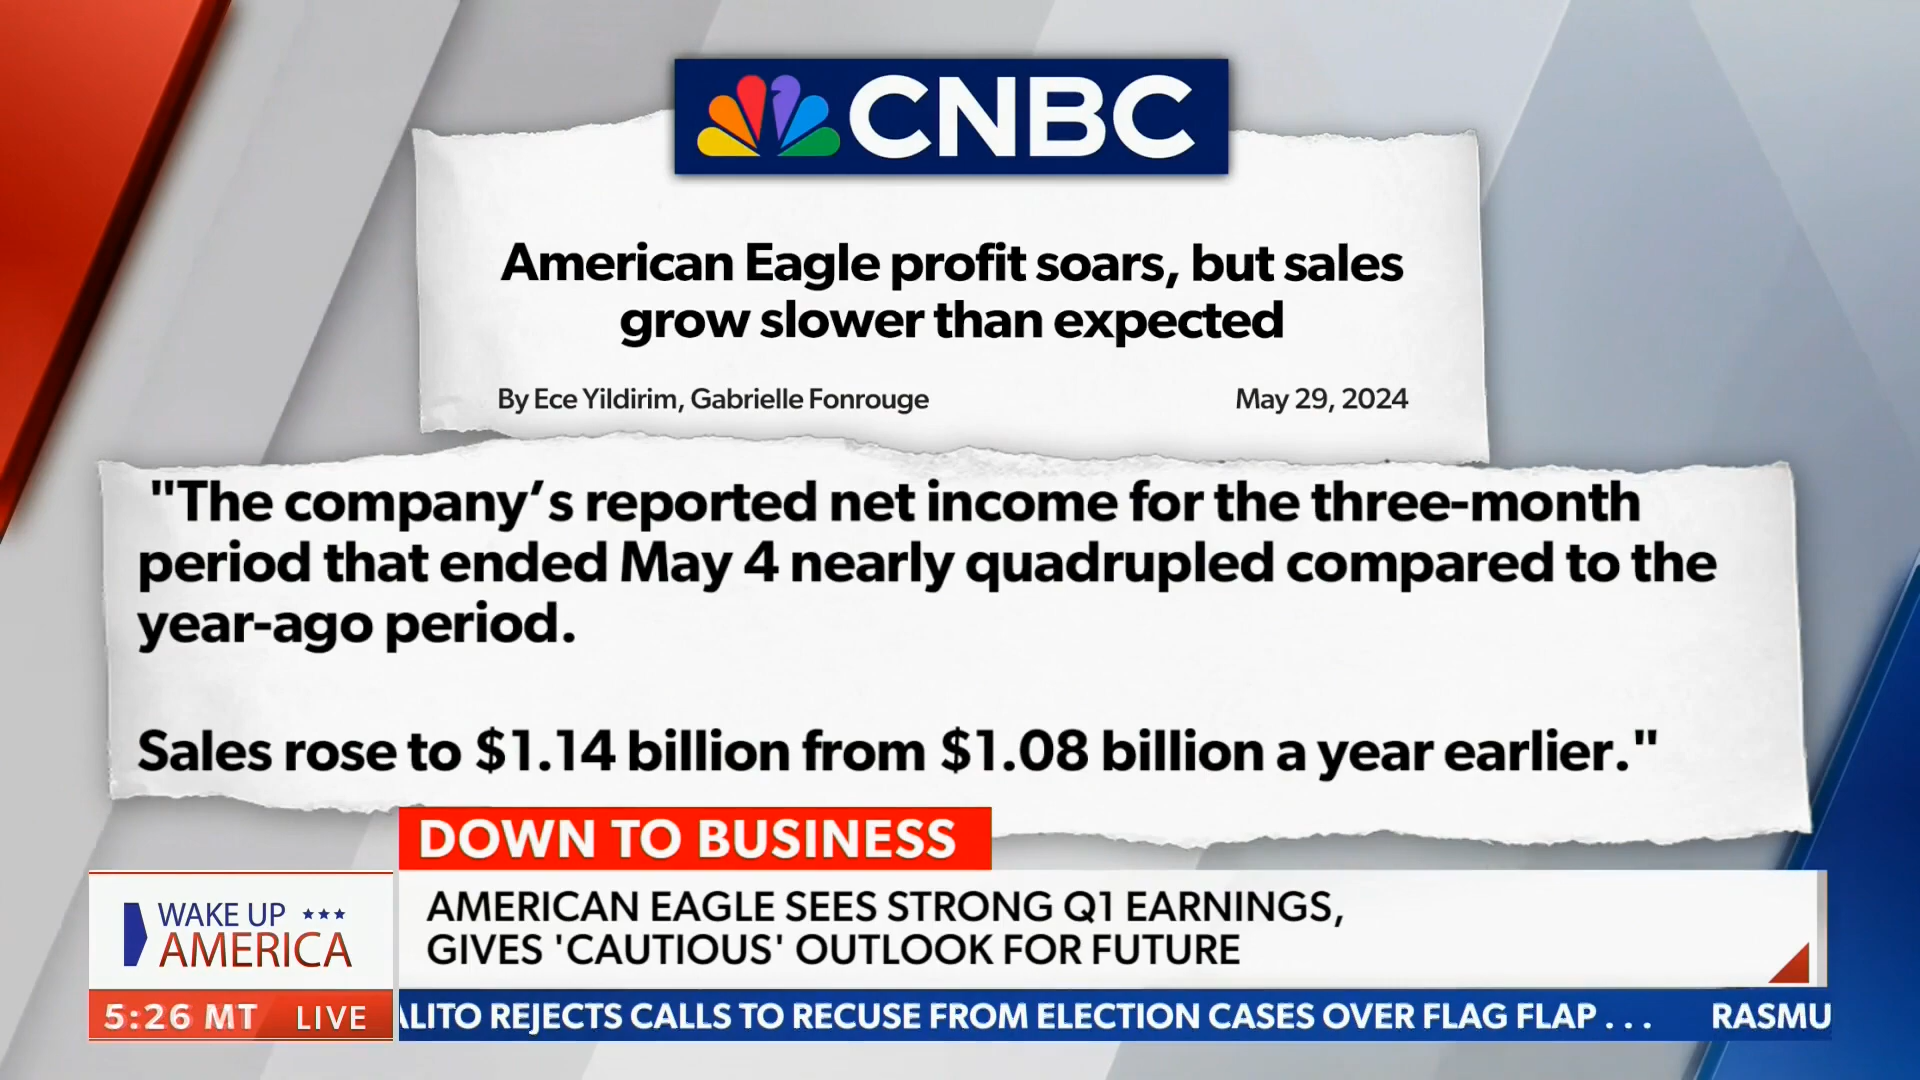 CNBC
American Eagle profit soars, but sales
grow slower than expected
By Ece Yildirim, Gabrielle Fonrouge
May 29, 2024
"The company’s reported net income for the three-month
period that ended May 4 nearly quadrupled compared to the
year-ago period.
Sales rose to $1.14 billion from $1.08 billion a year earlier."
DOWN TO BUSINESS
AMERICAN EAGLE SEES STRONG Q1 EARNINGS,
GIVES 'CAUTIOUS' OUTLOOK FOR FUTURE
WAKE UP
AMERICA
5:26 MT LIVE
ALITO REJECTS CALLS TO RECUSE FROM ELECTION CASES OVER FLAG FLAP . . . RASMU